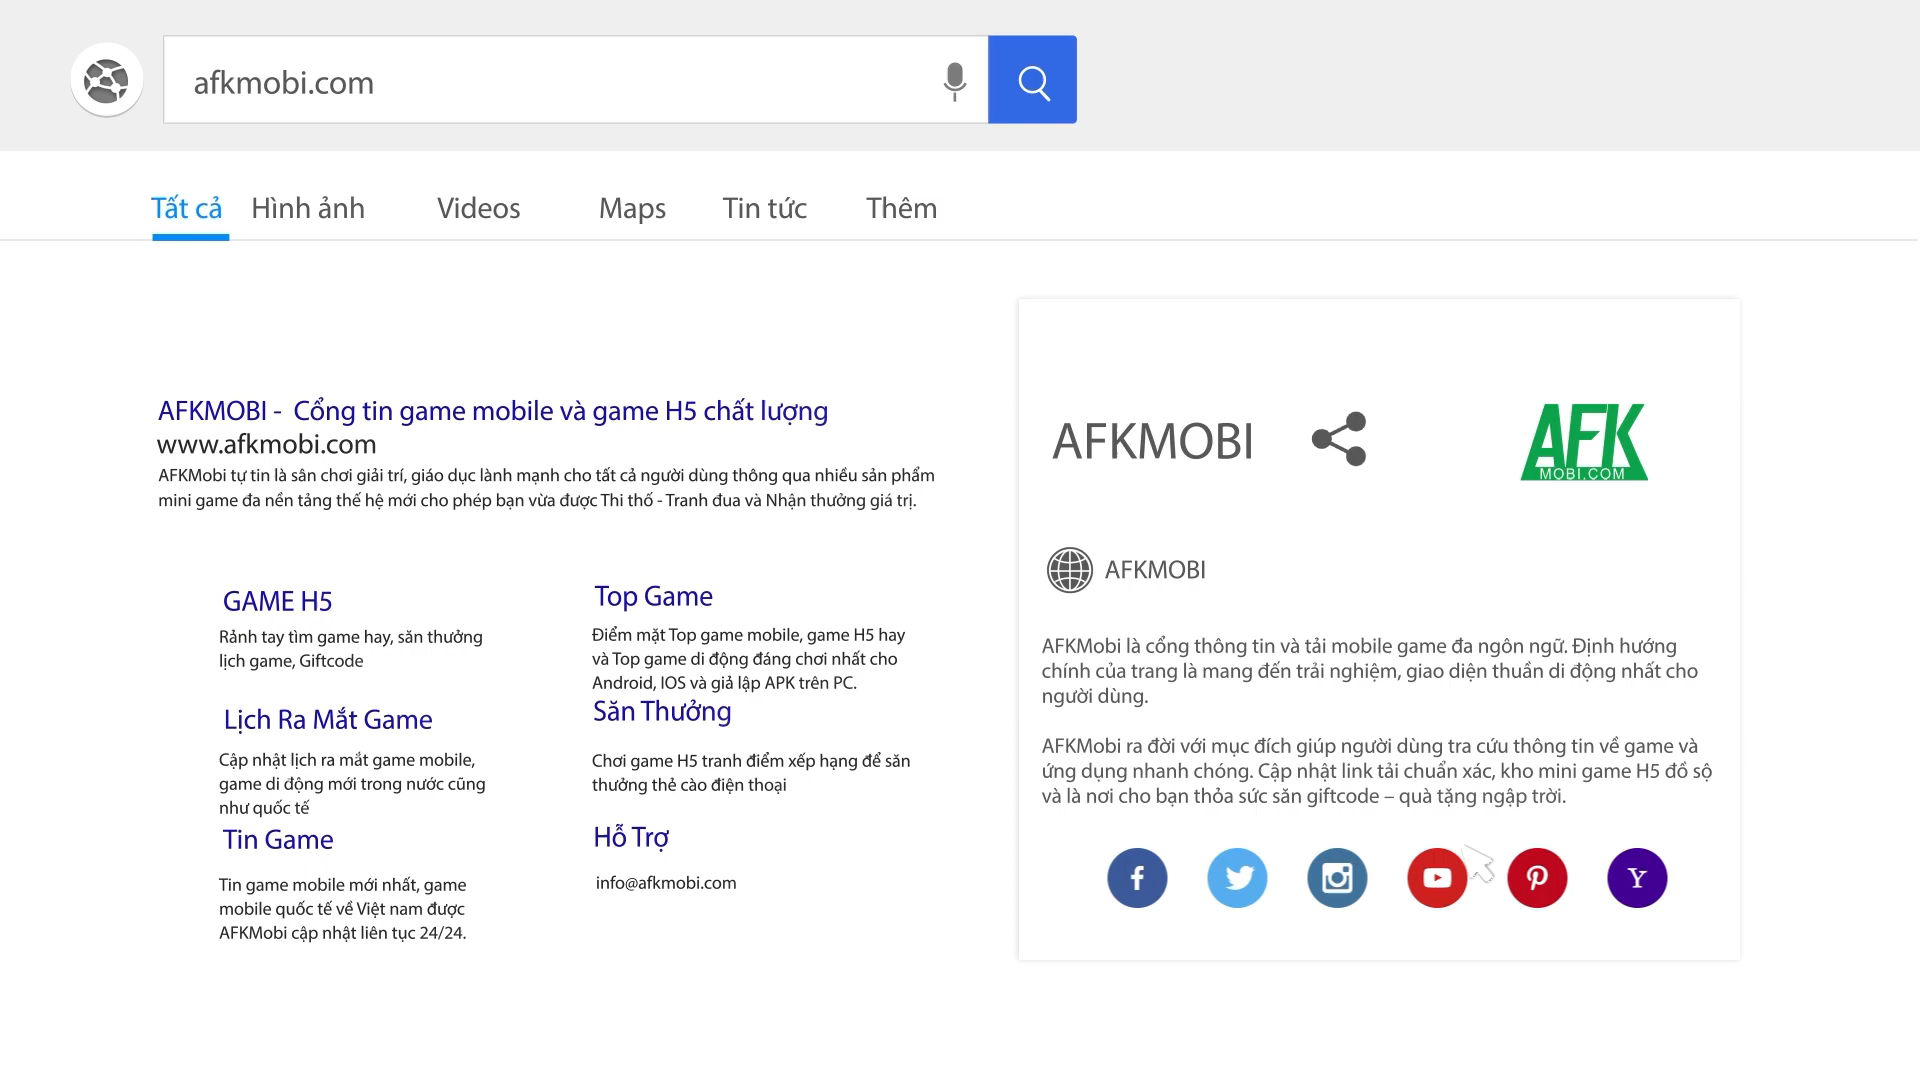 afkmobi.com
Tất cả Hình ảnh Videos Maps Tin tức Thêm
AFKMOBI - Cổng tin game mobile và game H5 chất lượng
www.afkmobi.com
AFKMobi tự tin là sân chơi giải trí, giáo dục lành mạnh cho tất cả người dùng thông qua nhiều sản phẩm
mini game đa nền tảng thế hệ mới cho phép bạn vừa được Thi thố - Tranh đua và Nhận thưởng giá trị.
GAME H5
Rảnh tay tìm game hay, săn thưởng
lịch game, Giftcode
Lịch Ra Mắt Game
Cập nhật lịch ra mắt game mobile,
game di động mới trong nước cũng
như quốc tế
Tin Game
Tin game mobile mới nhất, game
mobile quốc tế về Việt nam được
AFKMobi cập nhật liên tục 24/24.
Top Game
Điểm mặt Top game mobile, game H5 hay
và Top game di động đáng chơi nhất cho
Android, IOS và giả lập APK trên PC.
Săn Thưởng
Chơi game H5 tranh điểm xếp hạng để săn
thưởng thẻ cào điện thoại
Hỗ Trợ
info@afkmobi.com
AFKMOBI
AFK
MOBI.COM
AFKMOBI
AFKMobi là cổng thông tin và tải mobile game đa ngôn ngữ. Định hướng
chính của trang là mang đến trải nghiệm, giao diện thuần di động nhất cho
người dùng.
AFKMobi ra đời với mục đích giúp người dùng tra cứu thông tin về game và
ứng dụng nhanh chóng. Cập nhật link tải chuẩn xác, kho mini game H5 đồ sộ
và là nơi cho bạn thỏa sức săn giftcode – quà tặng ngập trời.